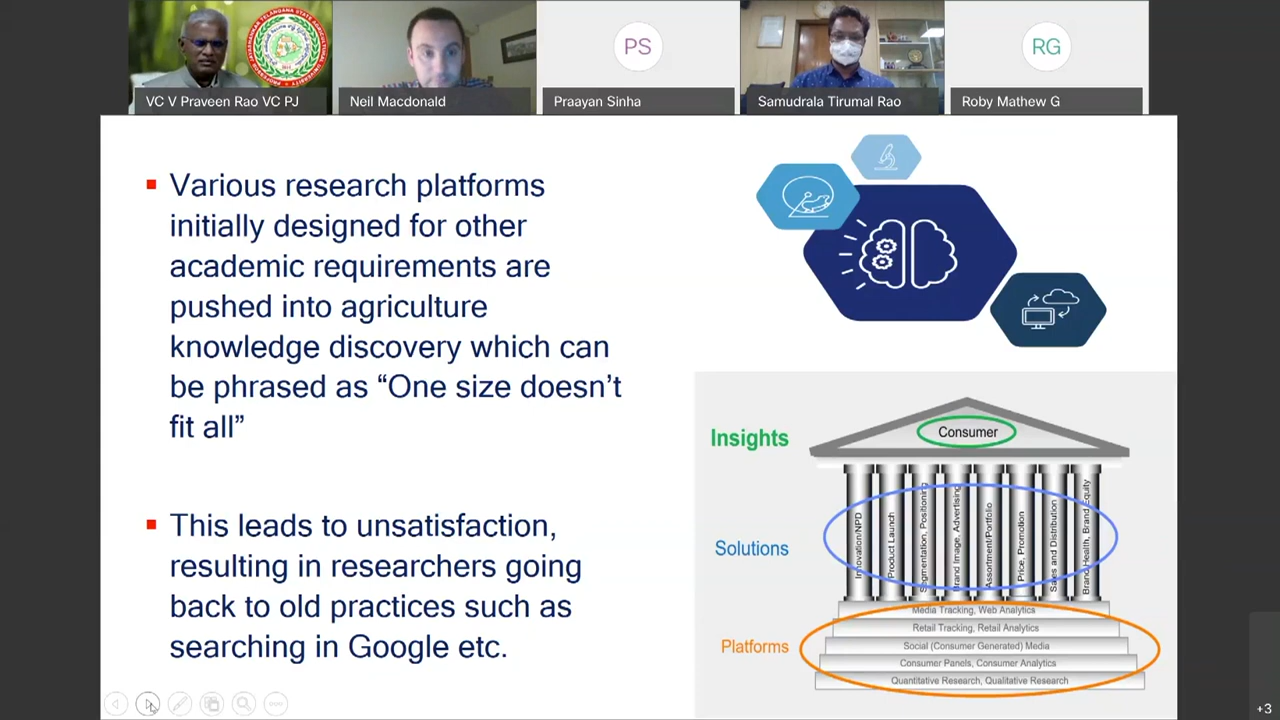 VC V Praveen Rao VC PJ
Neil Macdonald
PS
Praayan Sinha
Samudrala Tirumal Rao
RG
Roby Mathew G
Various research platforms
initially designed for other
academic requirements are
pushed into agriculture
knowledge discovery which can
be phrased as “One size doesn’t
fit all”
This leads to unsatisfaction,
resulting in researchers going
back to old practices such as
searching in Google etc.
Insights
Consumer
Solutions
Innovation/NPD
Product Launch
Segmentation, Positioning
Brand Image, Advertising
Assortment/Portfolio
Price, Promotion
Sales and Distribution
Brand Health, Brand Equity
Platforms
Media Tracking, Web Analytics
Retail Tracking, Retail Analytics
Social (Consumer Generated) Media
Consumer Panels, Consumer Analytics
Quantitative Research, Qualitative Research
+3